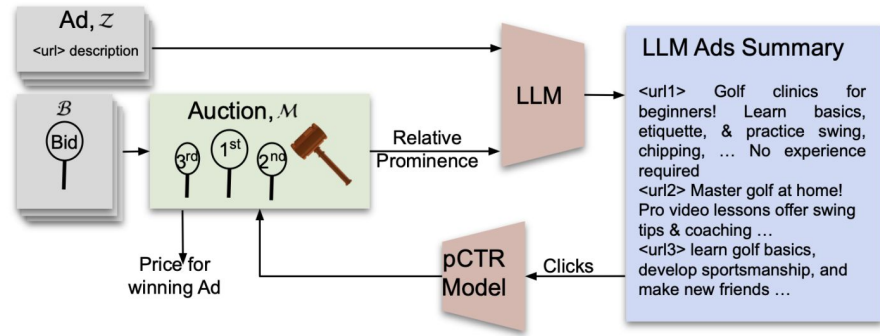 Ad, 𝒵
<url> description
ℬ
Bid
Auction, ℳ
3rd
1st
2nd
Relative
Prominence
Price for
winning Ad
LLM
pCTR
Model
Clicks
LLM Ads Summary
<url1> Golf clinics for
beginners! Learn basics,
etiquette, & practice swing,
chipping, … No experience
required
<url2> Master golf at home!
Pro video lessons offer swing
tips & coaching …
<url3> learn golf basics,
develop sportsmanship, and
make new friends …